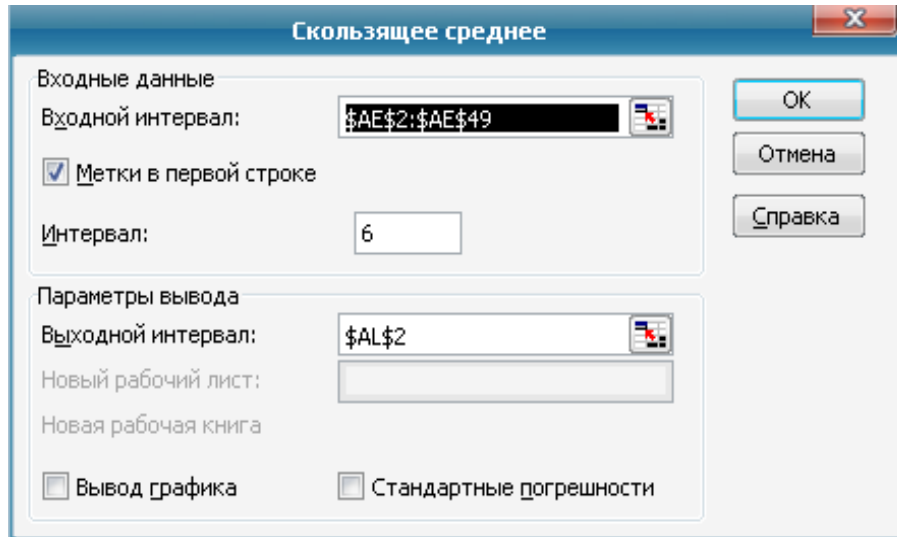 Скользящее среднее
Входные данные
Входной интервал: $AE$2:$AE$49
Метки в первой строке
Интервал: 6
OK
Отмена
Справка
Параметры вывода
Выходной интервал: $AL$2
Новый рабочий лист:
Новая рабочая книга
Вывод графика Стандартные погрешности